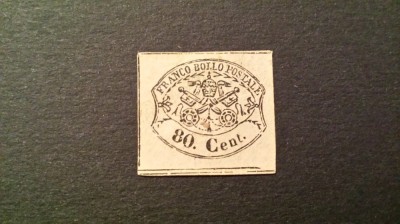 FRANCO BOLLO POSTALE
80. Cent.